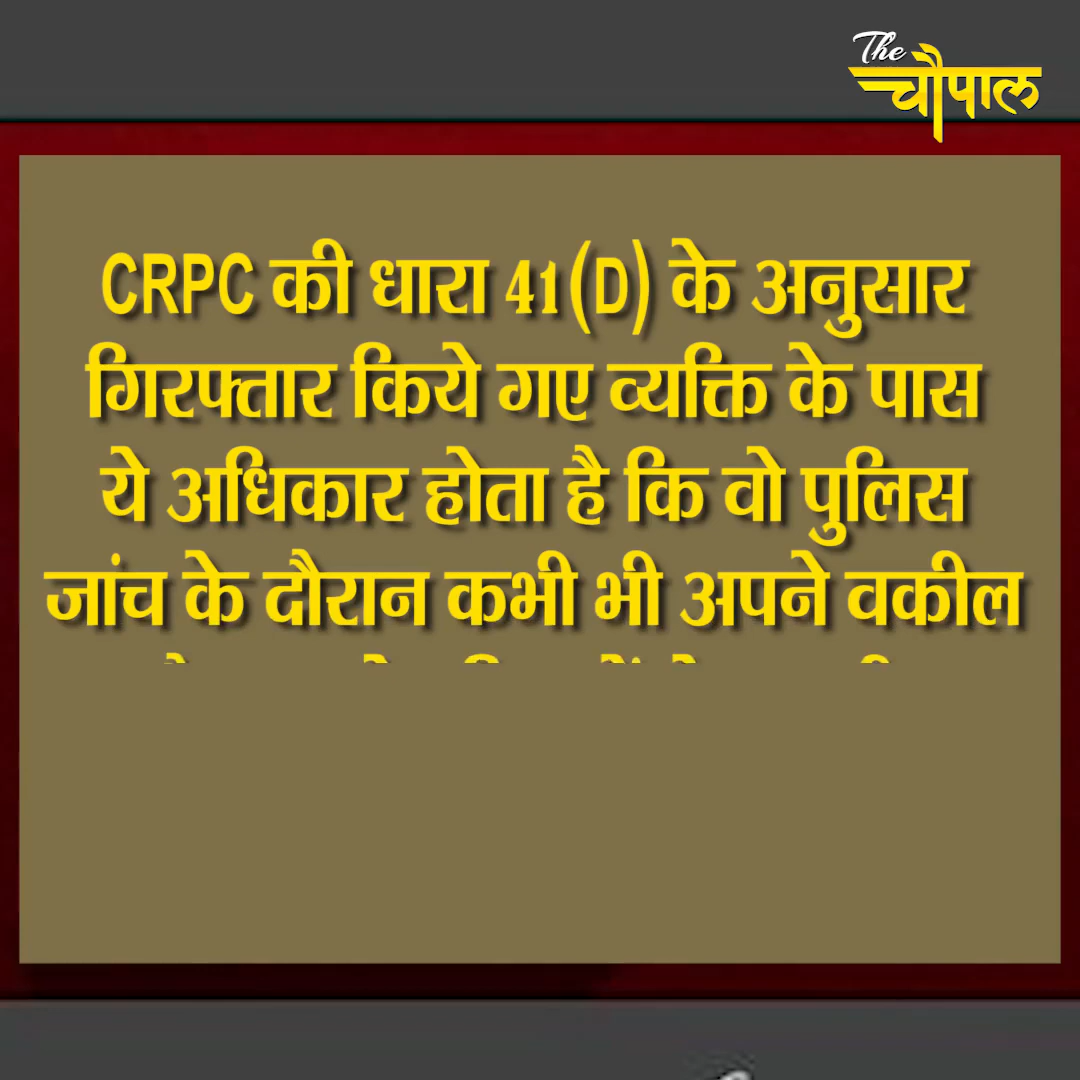 The
चौपाल
CRPC की धारा 41(D) के अनुसार
गिरफ्तार किये गए व्यक्ति के पास
ये अधिकार होता है कि वो पुलिस
जांच के दौरान कभी भी अपने वकील